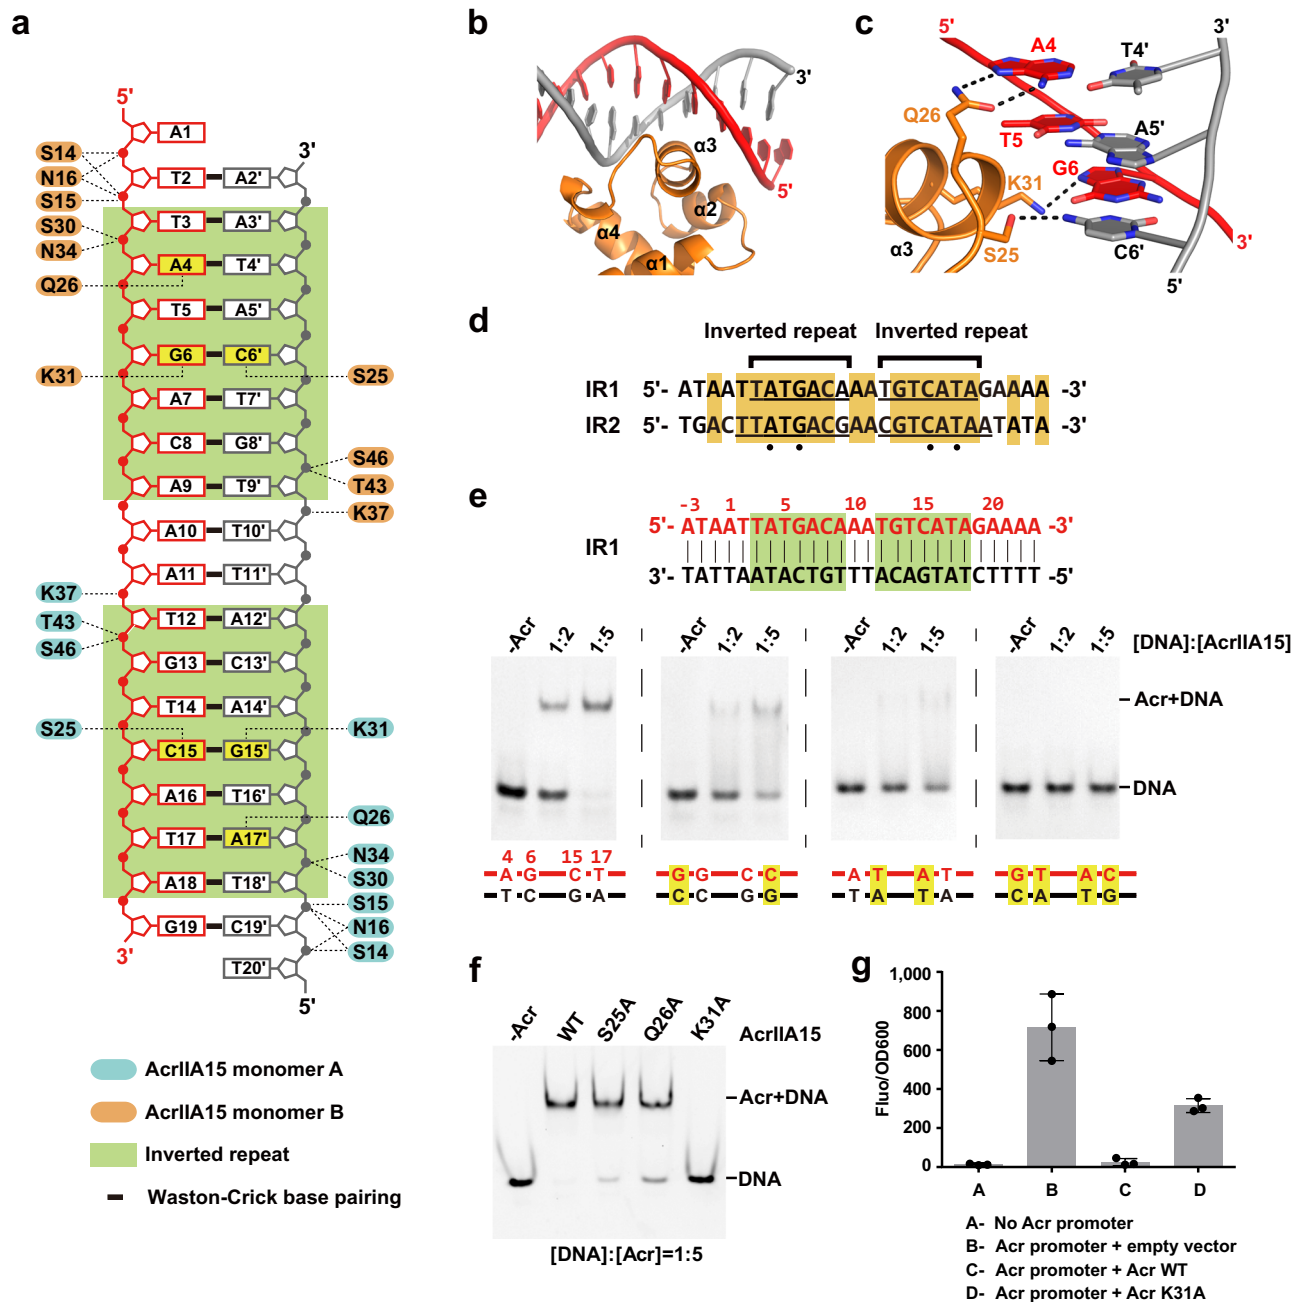 a
5'
A1
3'
S14
N16
T2 A2'
S15
T3 A3'
S30
N34
A4 T4'
Q26
T5 A5'
G6 C6'
K31 S25
A7 T7'
C8 G8'
S46
A9 T9'
T43
K37
A10 T10'
A11 T11'
K37
T43
T12 A12'
S46
G13 C13'
T14 A14'
S25 K31
C15 G15'
A16 T16'
Q26
T17 A17'
N34
S30
A18 T18'
S15
G19 C19'
N16
S14
3'
T20'
5'
AcrIIA15 monomer A
AcrIIA15 monomer B
Inverted repeat
Waston-Crick base pairing
b
3'
α3
5'
α2
α4
α1
c
5' 3'
A4 T4'
Q26
T5 A5'
G6
K31
α3
S25 C6'
3'
5'
d
Inverted repeat Inverted repeat
IR1 5'- ATAATTATGACAAATGTCATAGAAAA -3'
IR2 5'- TGACTTATGACGAACGTCATAATATA -3'
e
-3 1 5 10 15 20
5'- ATAATTATGACAAATGTCATAGAAAA -3'
IR1
3'- TATTAATACTGTTTACAGTATCTTTT -5'
-Acr 1:2 1:5 -Acr 1:2 1:5 -Acr 1:2 1:5 -Acr 1:2 1:5 [DNA]:[AcrIIA15]
Acr+DNA
DNA
4 6 15 17
A G C T G G C C A T A T G T A C
T C G A C C G G T A T A C A T G
f
-Acr WT S25A Q26A K31A AcrIIA15
Acr+DNA
DNA
[DNA]:[Acr]=1:5
g
Fluo/OD600
1,000
800
600
400
200
0
A B C D
A- No Acr promoter
B- Acr promoter + empty vector
C- Acr promoter + Acr WT
D- Acr promoter + Acr K31A